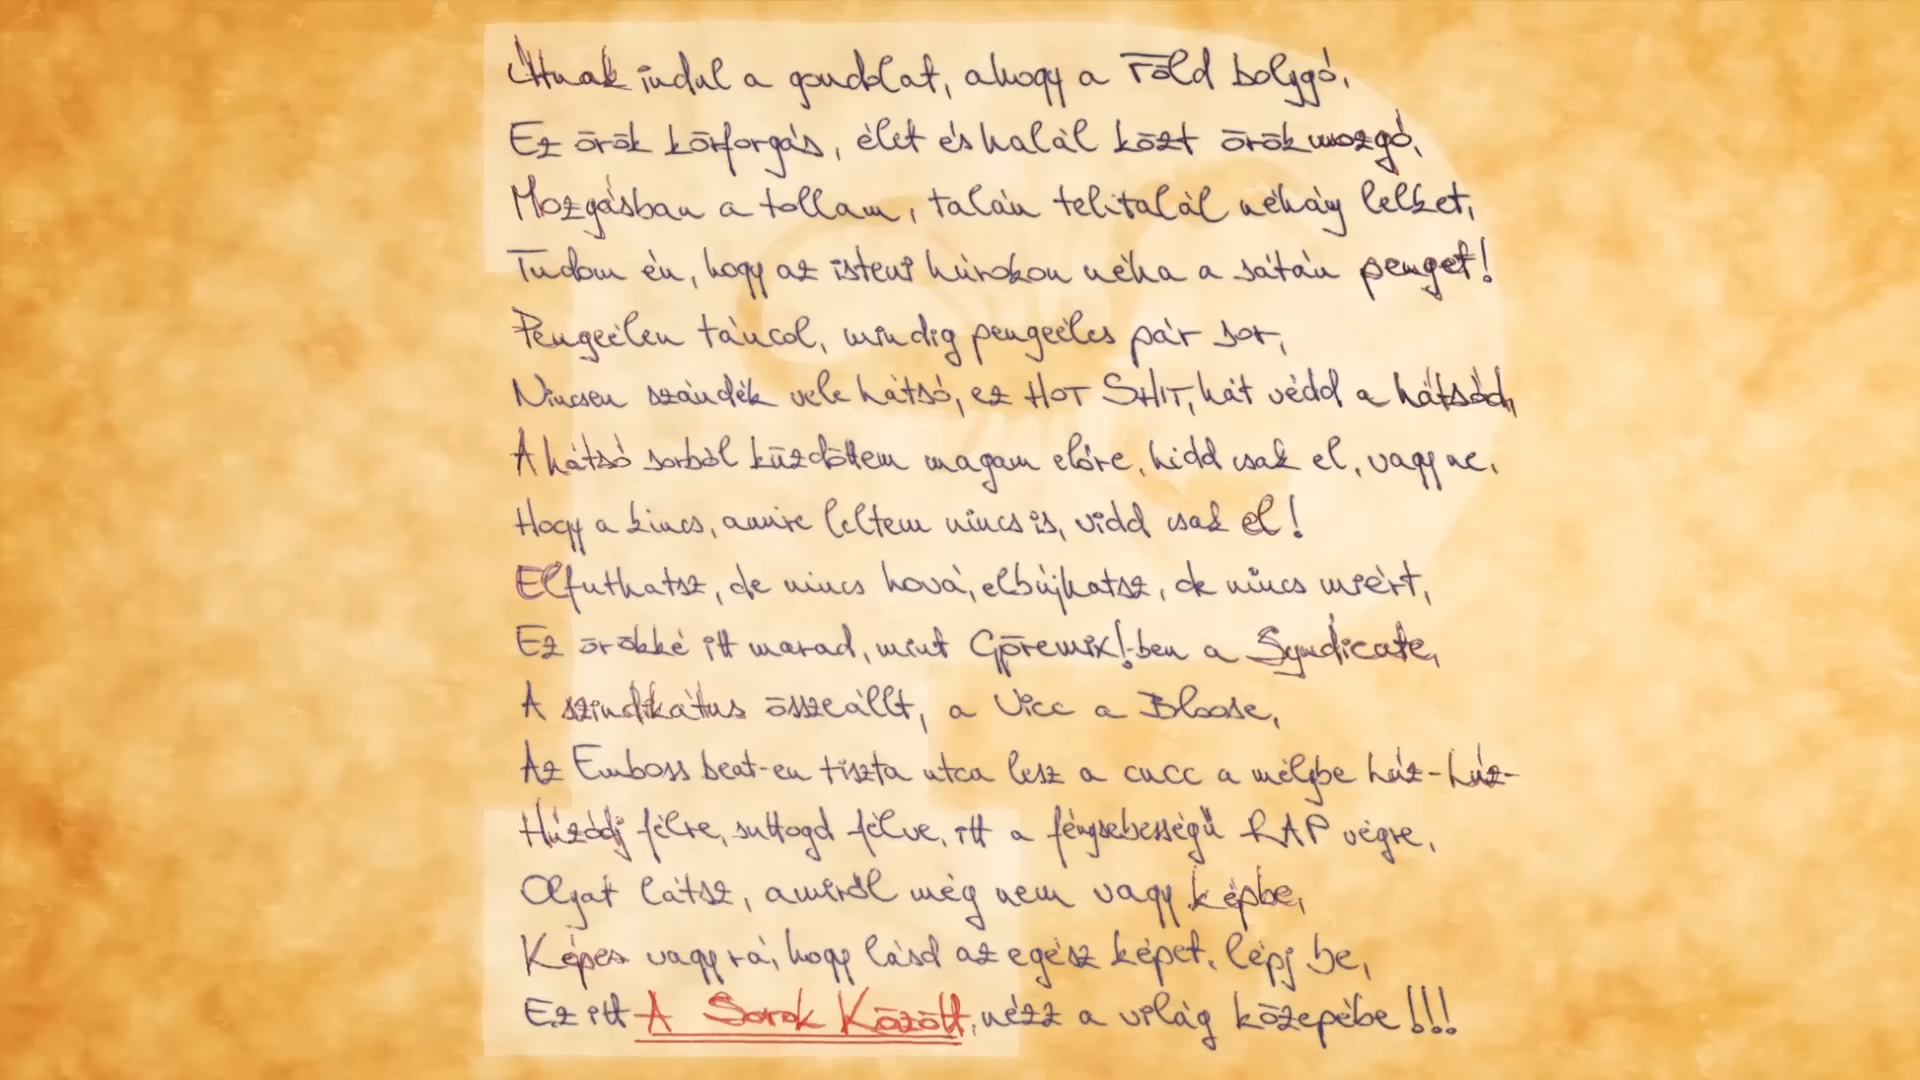 Útnak indul a gondolat, ahogy a Föld bolygó,
Ez örök körforgás, élet és halál közt örökmozgó,
Mozgásban a tollam, talán telitalál néhány lelket,
Tudom én, hogy az isteni húrokon néha a sátán penget!
Pengeélen táncol, mindig pengeéles pár sor,
Nincsen szándék vele hátsó, ez HOT SHIT, hát védd a hátsód,
A hátsó sorból küzdöttem magam előre, hidd csak el, vagy ne,
Hogy a kincs, amire leltem nincs is, vidd csak el!
Elfuthatsz, de nincs hová, elbújhatsz, de nincs miért,
Ez örökké itt marad, mint Gőremix!-ben a Syndicate,
A szindikátus összeállt, a Vicc a Bloose,
Az Emboss beat-en tiszta utca lesz a cucc a mélybe húz-húz-
Húzódj félre, suttogd félve, itt a fénysebességű RAP végre,
Olyat látsz, amiről még nem vagy képbe,
Képes vagy rá, hogy lásd az egész képet, lépj be,
Ez itt A Sorok Között, nézz a világ közepébe!!!